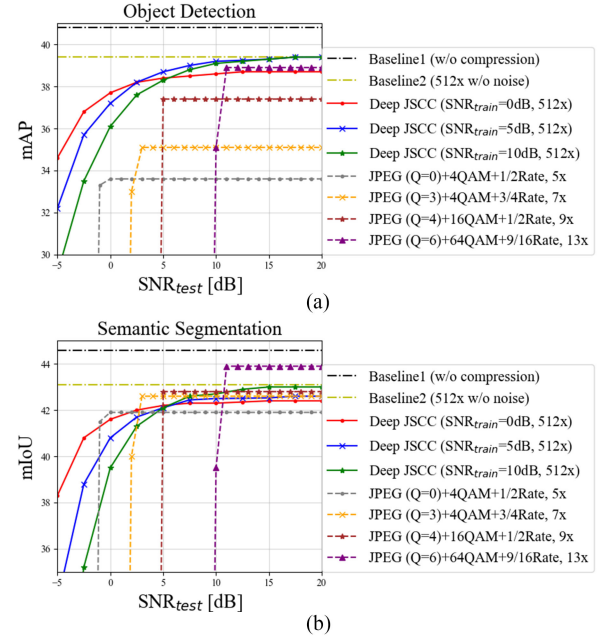 Object Detection
mAP
40
38
36
34
32
30
-5
0
5
10
15
20
SNR_test [dB]
Baseline1 (w/o compression)
Baseline2 (512x w/o noise)
Deep JSCC (SNR_train=0dB, 512x)
Deep JSCC (SNR_train=5dB, 512x)
Deep JSCC (SNR_train=10dB, 512x)
JPEG (Q=0)+4QAM+1/2Rate, 5x
JPEG (Q=3)+4QAM+3/4Rate, 7x
JPEG (Q=4)+16QAM+1/2Rate, 9x
JPEG (Q=6)+64QAM+9/16Rate, 13x
(a)
Semantic Segmentation
mIoU
44
42
40
38
36
-5
0
5
10
15
20
SNR_test [dB]
Baseline1 (w/o compression)
Baseline2 (512x w/o noise)
Deep JSCC (SNR_train=0dB, 512x)
Deep JSCC (SNR_train=5dB, 512x)
Deep JSCC (SNR_train=10dB, 512x)
JPEG (Q=0)+4QAM+1/2Rate, 5x
JPEG (Q=3)+4QAM+3/4Rate, 7x
JPEG (Q=4)+16QAM+1/2Rate, 9x
JPEG (Q=6)+64QAM+9/16Rate, 13x
(b)